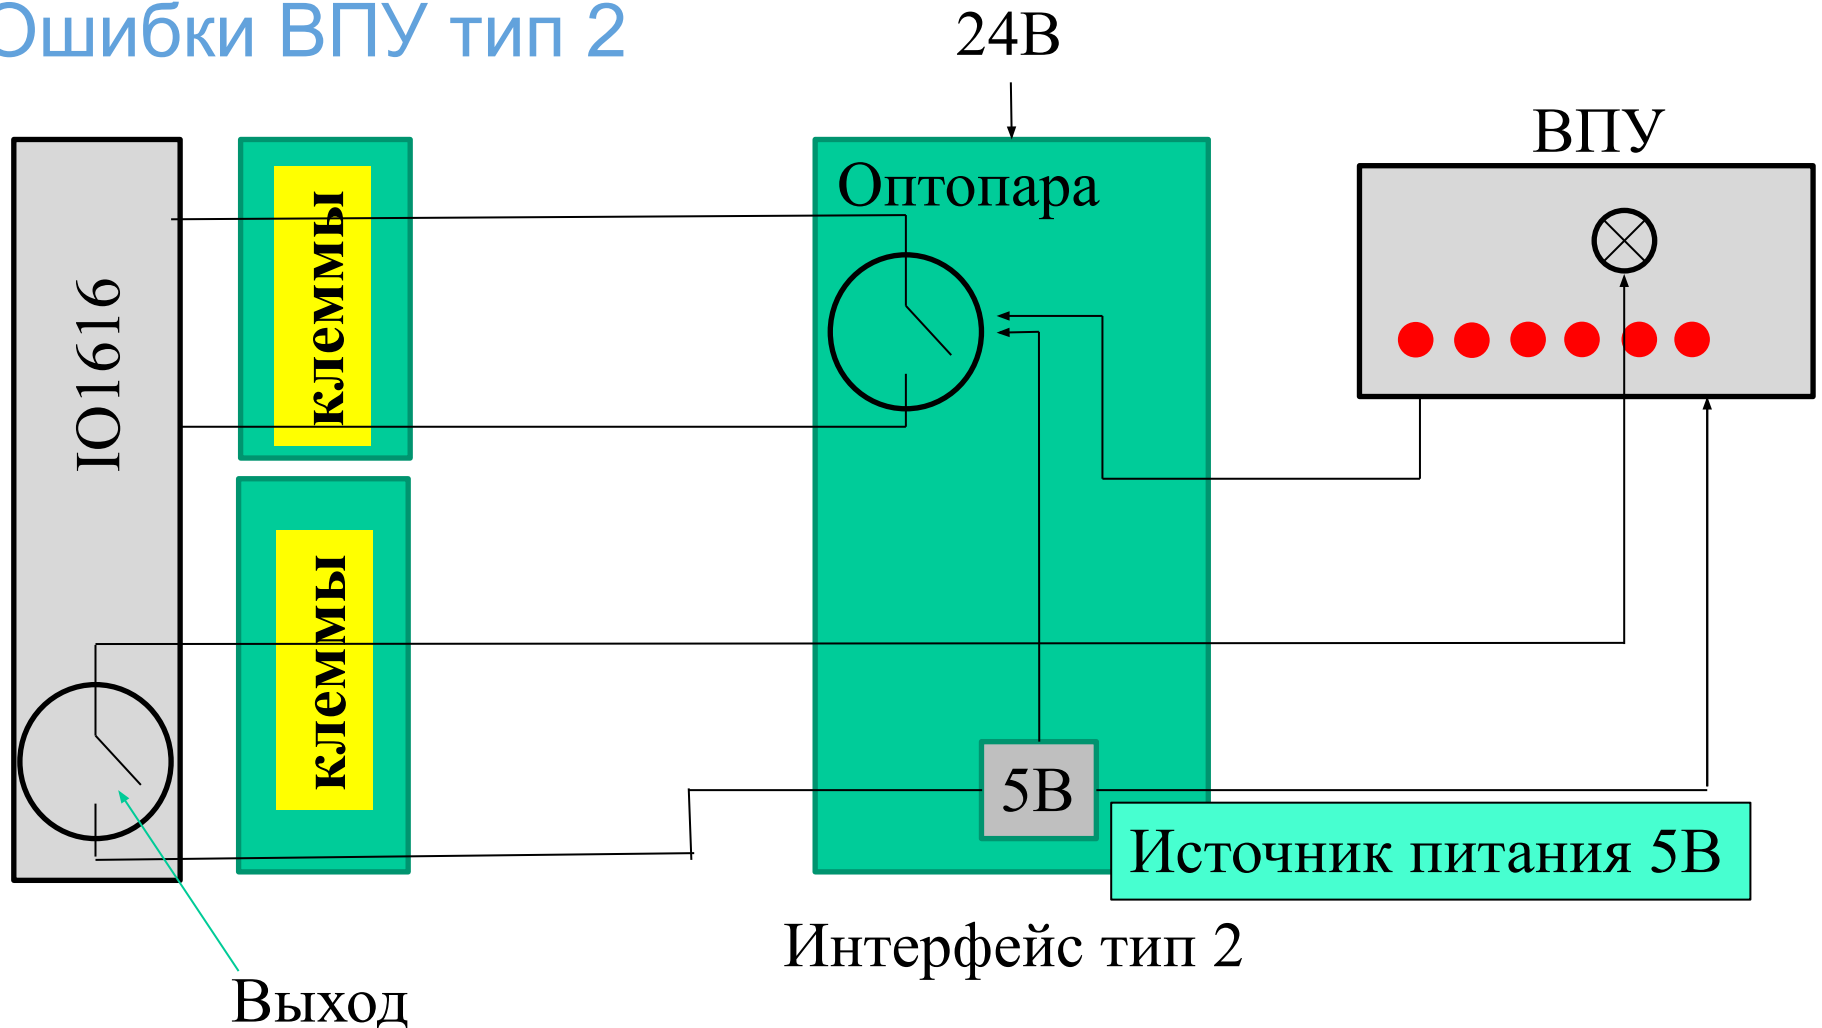 Ошибки ВПУ тип 2
24В
ВПУ
Оптопара
клеммы
IO1616
клеммы
5В
Источник питания 5В
Интерфейс тип 2
Выход